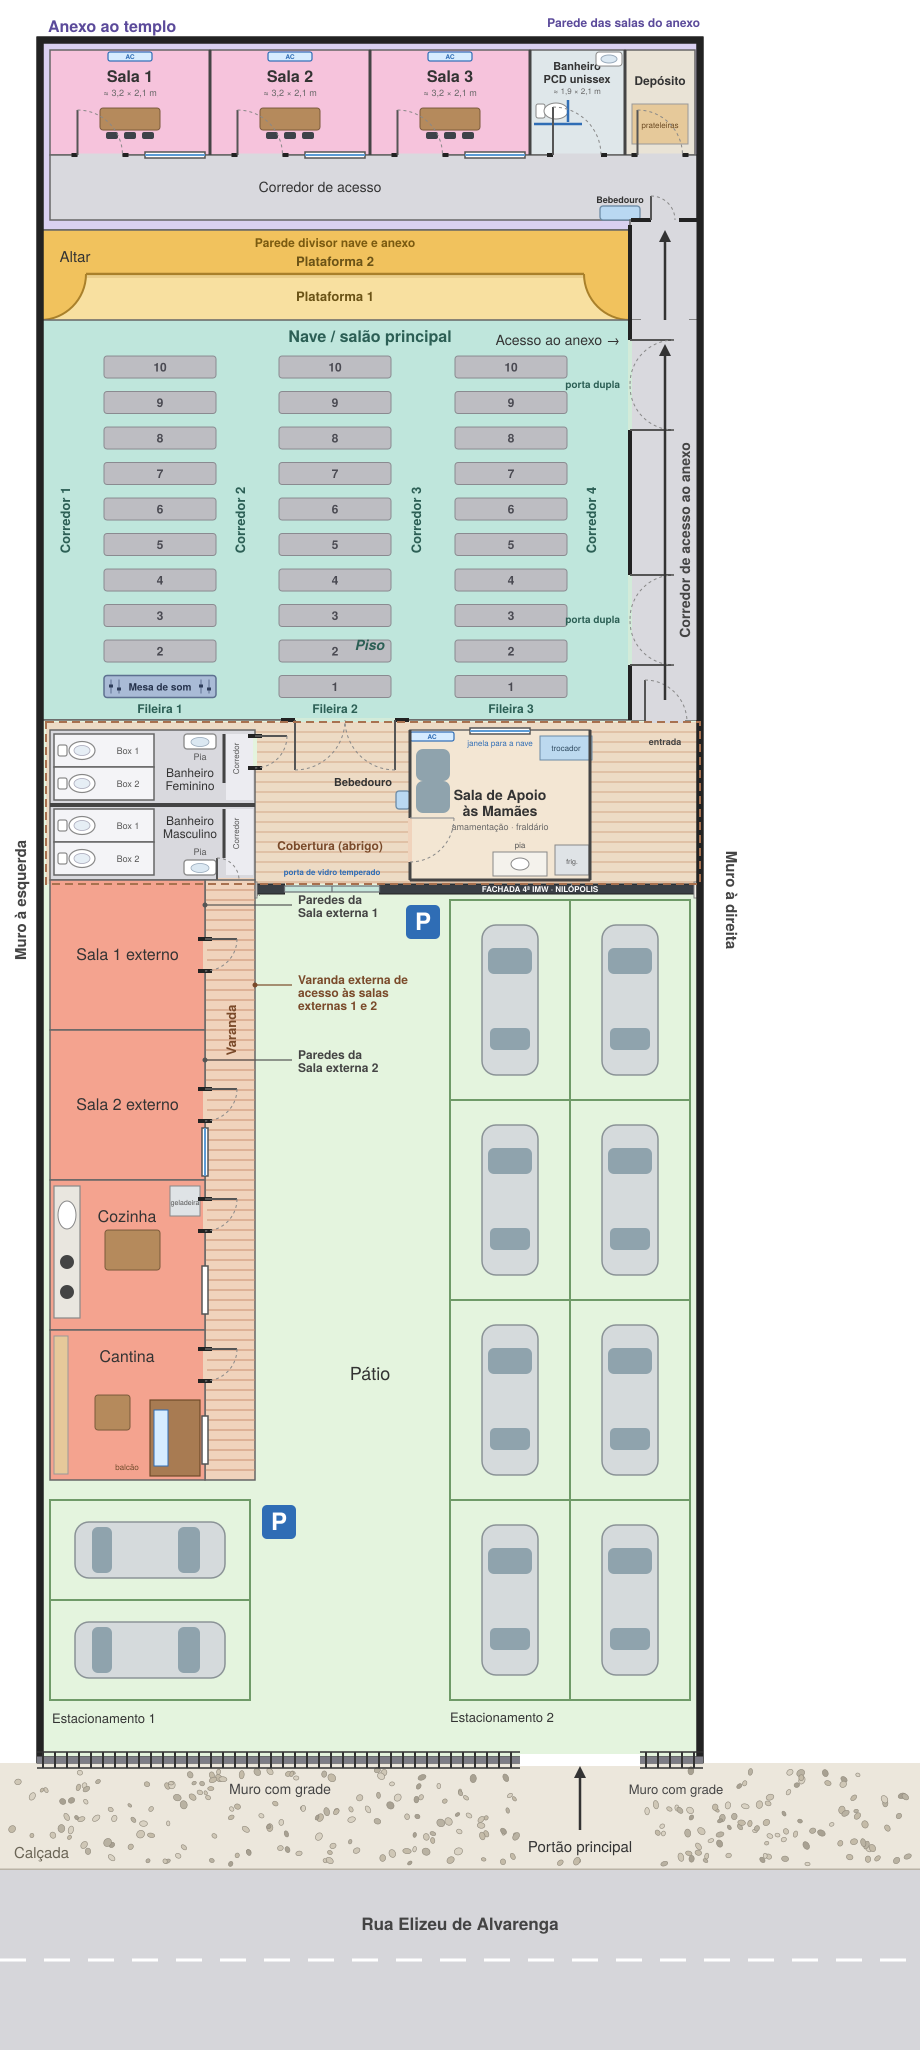 Anexo ao templo
Parede das salas do anexo
AC
AC
AC
Sala 1
≈ 3,2 × 2,1 m
Sala 2
≈ 3,2 × 2,1 m
Sala 3
≈ 3,2 × 2,1 m
Banheiro
PCD unissex
≈ 1,9 × 2,1 m
Depósito
prateleiras
Corredor de acesso
Bebedouro
Parede divisor nave e anexo
Altar
Plataforma 2
Plataforma 1
Nave / salão principal
Acesso ao anexo →
10
10
10
porta dupla
9
9
9
8
8
8
7
7
7
6
6
6
Corredor 1
Corredor 2
Corredor 3
Corredor 4
Corredor de acesso ao anexo
5
5
5
4
4
4
3
3
3
porta dupla
2
2
Piso
2
Mesa de som
1
1
Fileira 1
Fileira 2
Fileira 3
Box 1
Pia
Box 2
Banheiro
Feminino
Corredor
Box 1
Banheiro
Masculino
Box 2
Pia
Corredor
Bebedouro
Cobertura (abrigo)
porta de vidro temperado
AC
janela para a nave
trocador
entrada
Sala de Apoio
às Mamães
amamentação · fraldário
pia
frig.
FACHADA 4ª IMW · NILÓPOLIS
Muro à esquerda
Muro à direita
Paredes da
Sala externa 1
P
Sala 1 externo
Varanda externa de
acesso às salas
externas 1 e 2
Varanda
Paredes da
Sala externa 2
Sala 2 externo
geladeira
Cozinha
Cantina
balcão
Pátio
P
Estacionamento 1
Estacionamento 2
Muro com grade
Muro com grade
Portão principal
Calçada
Rua Elizeu de Alvarenga